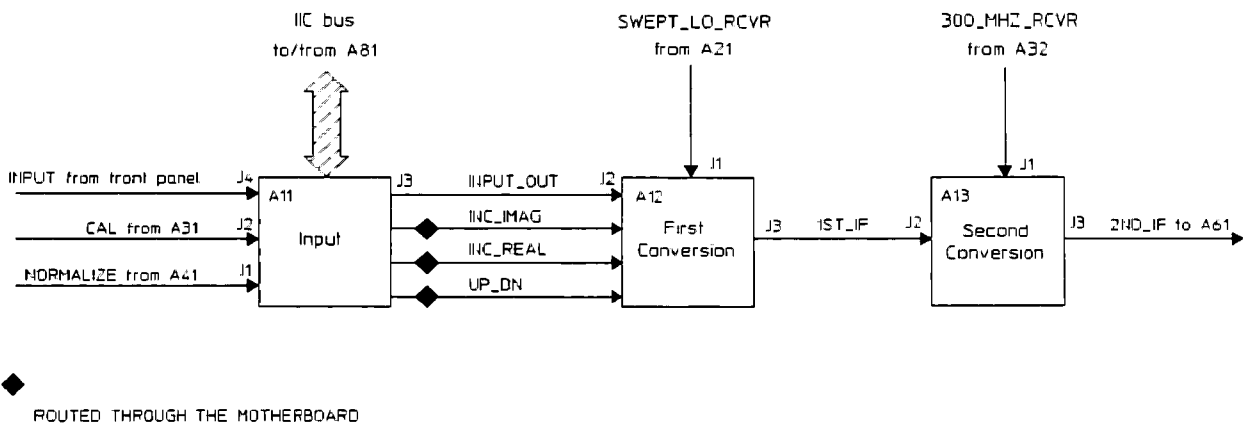 IIC bus
to/from A81
SWEPT_LO_RCVR
from A21
300_MHZ_RCVR
from A32
INPUT from front panel J4
CAL from A31 J2
NORMALIZE from A41 J1
A11
Input
J3 INPUT_OUT J2
INC_IMAG
INC_REAL
UP_DN
J1
A12
First
Conversion
J3 1ST_IF J2
J1
A13
Second
Conversion
J3 2ND_IF to A61
ROUTED THROUGH THE MOTHERBOARD